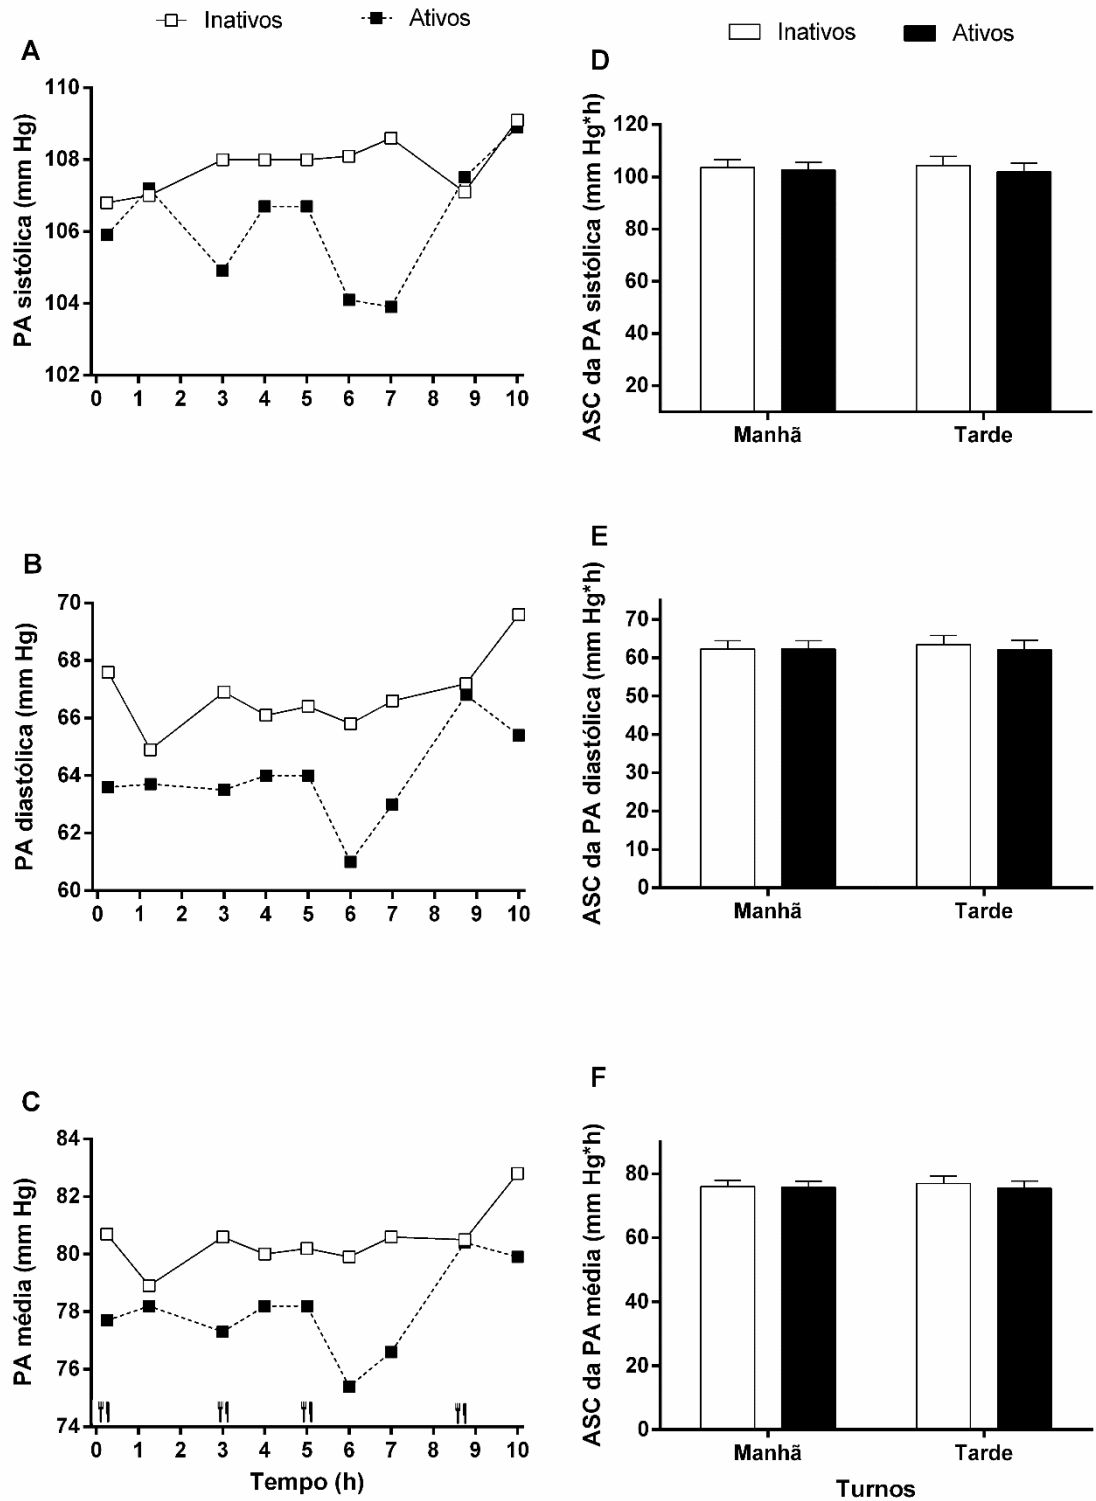 Inativos Ativos
Inativos Ativos
A
PA sistólica (mm Hg)
110
108
106
104
102
0 1 2 3 4 5 6 7 8 9 10
D
ASC da PA sistólica (mm Hg*h)
120
100
80
60
40
20
Manhã Tarde
B
PA diastólica (mm Hg)
70
68
66
64
62
60
0 1 2 3 4 5 6 7 8 9 10
E
ASC da PA diastólica (mm Hg*h)
70
60
50
40
30
20
10
0
Manhã Tarde
C
PA média (mm Hg)
84
82
80
78
76
74
0 1 2 3 4 5 6 7 8 9 10
Tempo (h)
F
ASC da PA média (mm Hg*h)
80
60
40
20
0
Manhã Tarde
Turnos